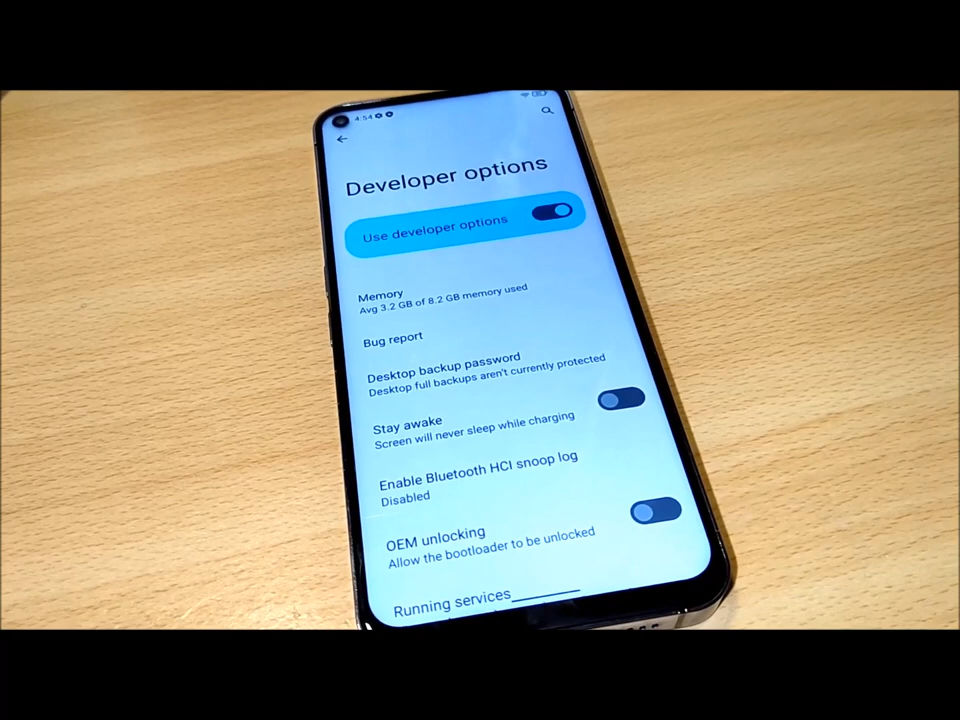 4:54
Developer options
Use developer options
Memory
Avg 3.2 GB of 8.2 GB memory used
Bug report
Desktop backup password
Desktop full backups aren't currently protected
Stay awake
Screen will never sleep while charging
Enable Bluetooth HCI snoop log
Disabled
OEM unlocking
Allow the bootloader to be unlocked
Running services